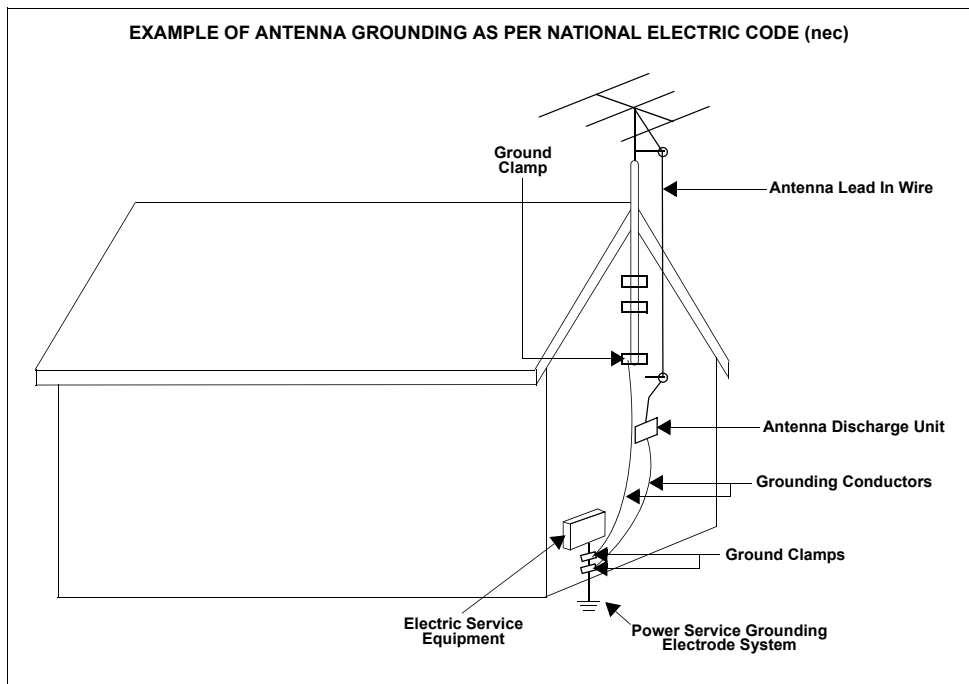 EXAMPLE OF ANTENNA GROUNDING AS PER NATIONAL ELECTRIC CODE (nec)
Ground
Clamp
Antenna Lead In Wire
Antenna Discharge Unit
Grounding Conductors
Ground Clamps
Electric Service
Equipment
Power Service Grounding
Electrode System